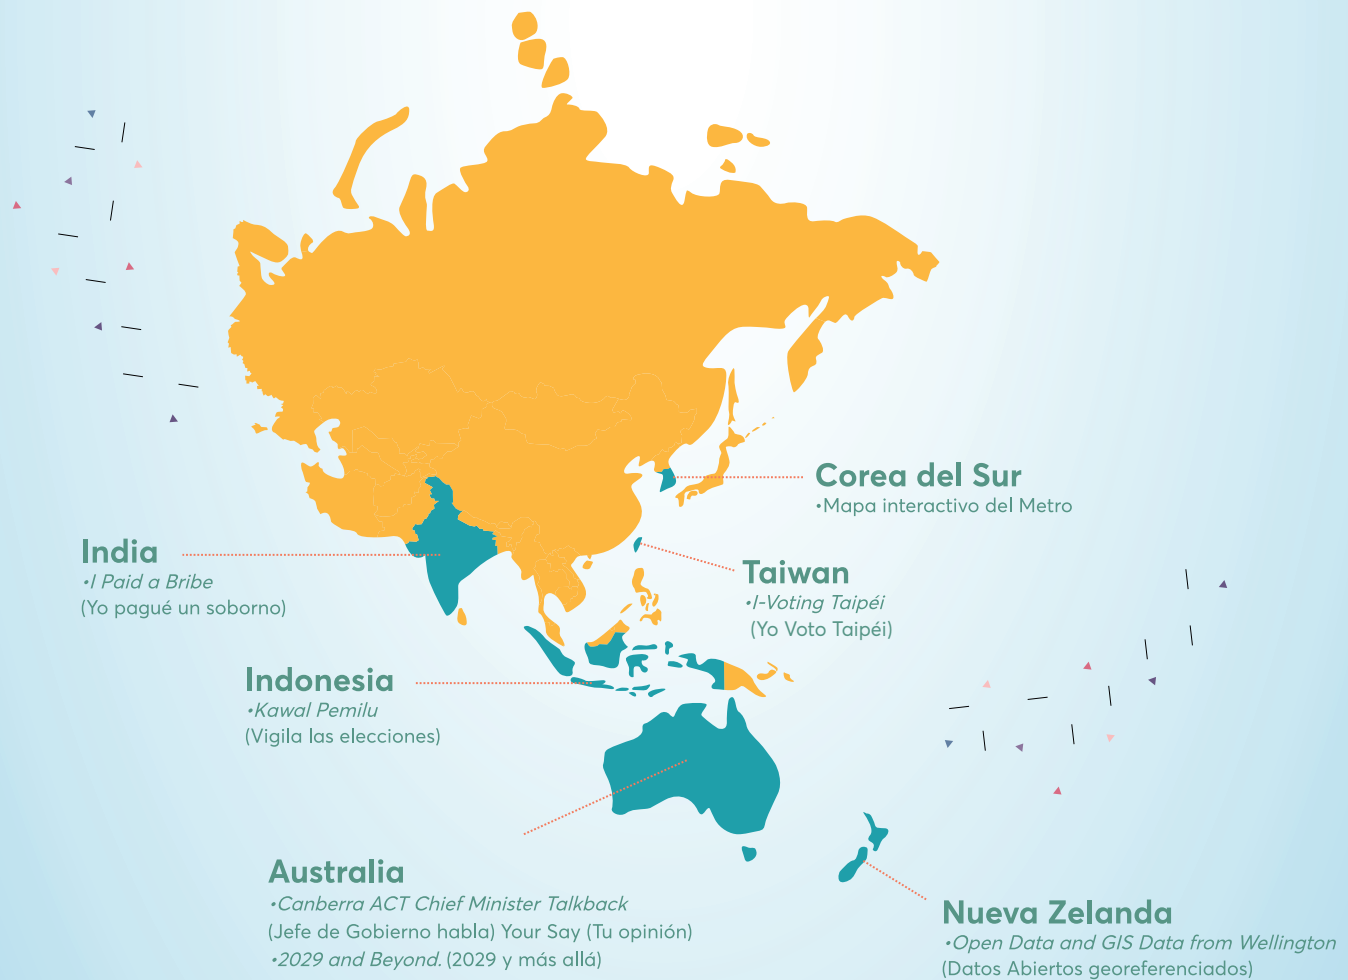 Corea del Sur
•Mapa interactivo del Metro
India
•I Paid a Bribe
(Yo pagué un soborno)
Taiwan
•I-Voting Taipéi
(Yo Voto Taipéi)
Indonesia
•Kawal Pemilu
(Vigila las elecciones)
Australia
•Canberra ACT Chief Minister Talkback
(Jefe de Gobierno habla) Your Say (Tu opinión)
•2029 and Beyond. (2029 y más allá)
Nueva Zelanda
•Open Data and GIS Data from Wellington
(Datos Abiertos georeferenciados)